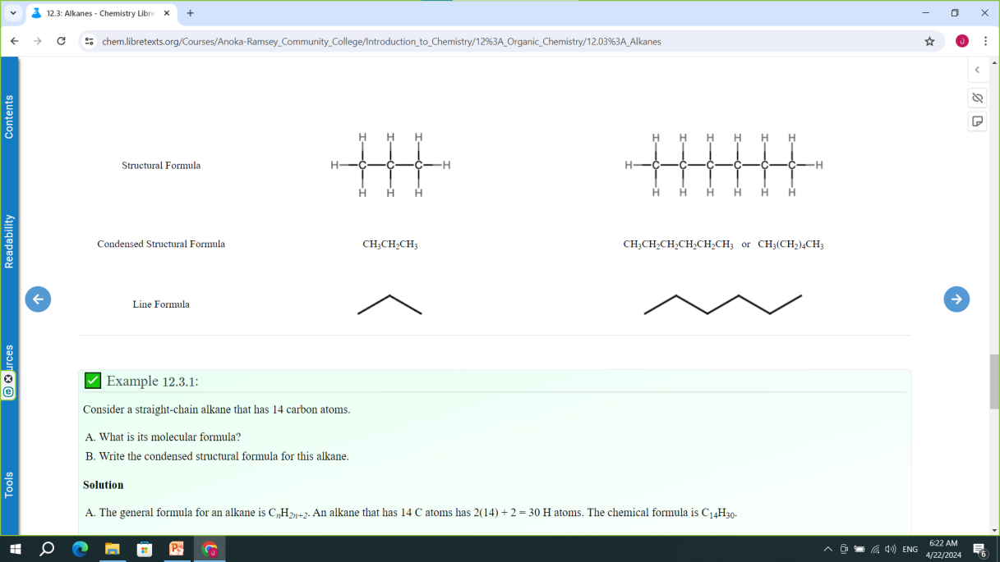 12.3: Alkanes - Chemistry Libre
chem.libretexts.org/Courses/Anoka-Ramsey_Community_College/Introduction_to_Chemistry/12%3A_Organic_Chemistry/12.03%3A_Alkanes
Contents
Readability
urces
Tools
Structural Formula
H H H
H C C C H
H H H
H H H H H H
H C C C C C C H
H H H H H H
Condensed Structural Formula
CH₃CH₂CH₃
CH₃CH₂CH₂CH₂CH₂CH₃ or CH₃(CH₂)₄CH₃
Line Formula
Example 12.3.1:
Consider a straight-chain alkane that has 14 carbon atoms.
A. What is its molecular formula?
B. Write the condensed structural formula for this alkane.
Solution
A. The general formula for an alkane is CₙH₂ₙ₊₂. An alkane that has 14 C atoms has 2(14) + 2 = 30 H atoms. The chemical formula is C₁₄H₃₀.
ENG
6:22 AM
4/22/2024
6